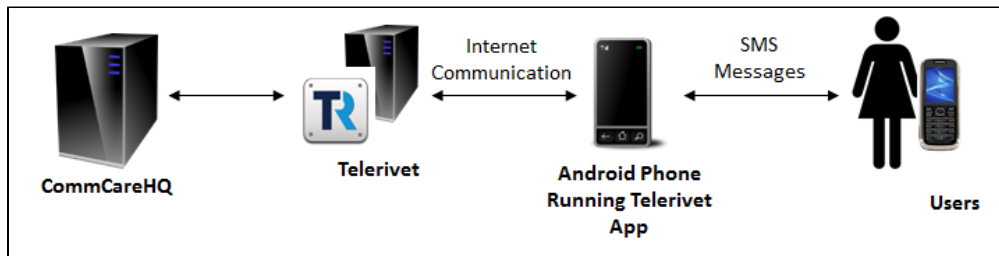 Internet
Communication
SMS
Messages
TR
CommCareHQ
Telerivet
Android Phone
Running Telerivet
App
Users